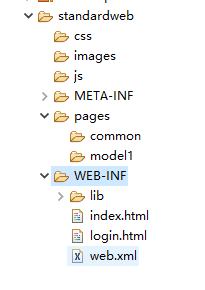 standardweb
css
images
js
META-INF
pages
common
model1
WEB-INF
lib
index.html
login.html
web.xml